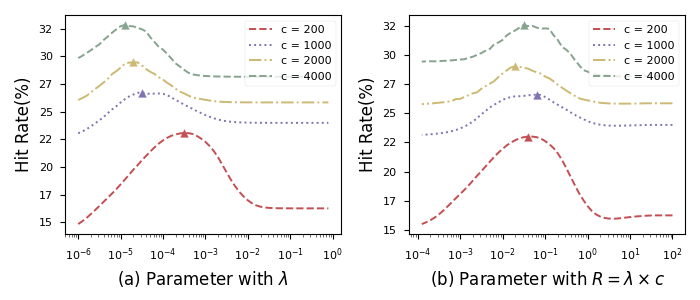 32
30
27
25
22
20
17
15
Hit Rate(%)
c = 200
c = 1000
c = 2000
c = 4000
10⁻⁶ 10⁻⁵ 10⁻⁴ 10⁻³ 10⁻² 10⁻¹ 10⁰
(a) Parameter with λ
32
30
27
25
22
20
17
15
Hit Rate(%)
c = 200
c = 1000
c = 2000
c = 4000
10⁻⁴ 10⁻³ 10⁻² 10⁻¹ 10⁰ 10¹ 10²
(b) Parameter with R = λ × c